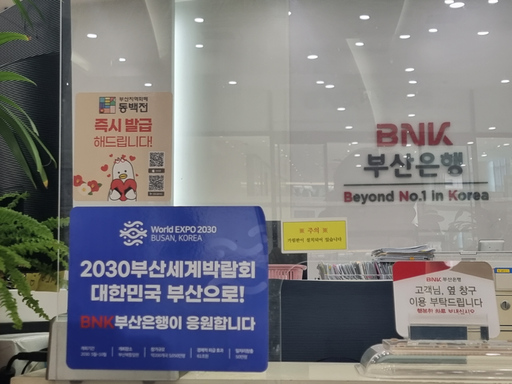 부산지역화폐
동백전
즉시 발급
해드립니다!
BNK
부산은행
Beyond No.1 in Korea
World EXPO 2030
BUSAN, KOREA
2030부산세계박람회
대한민국 부산으로!
BNK부산은행이 응원합니다
※ 주의 ※
BNK 부산은행
고객님, 옆 창구
이용 부탁드립니다